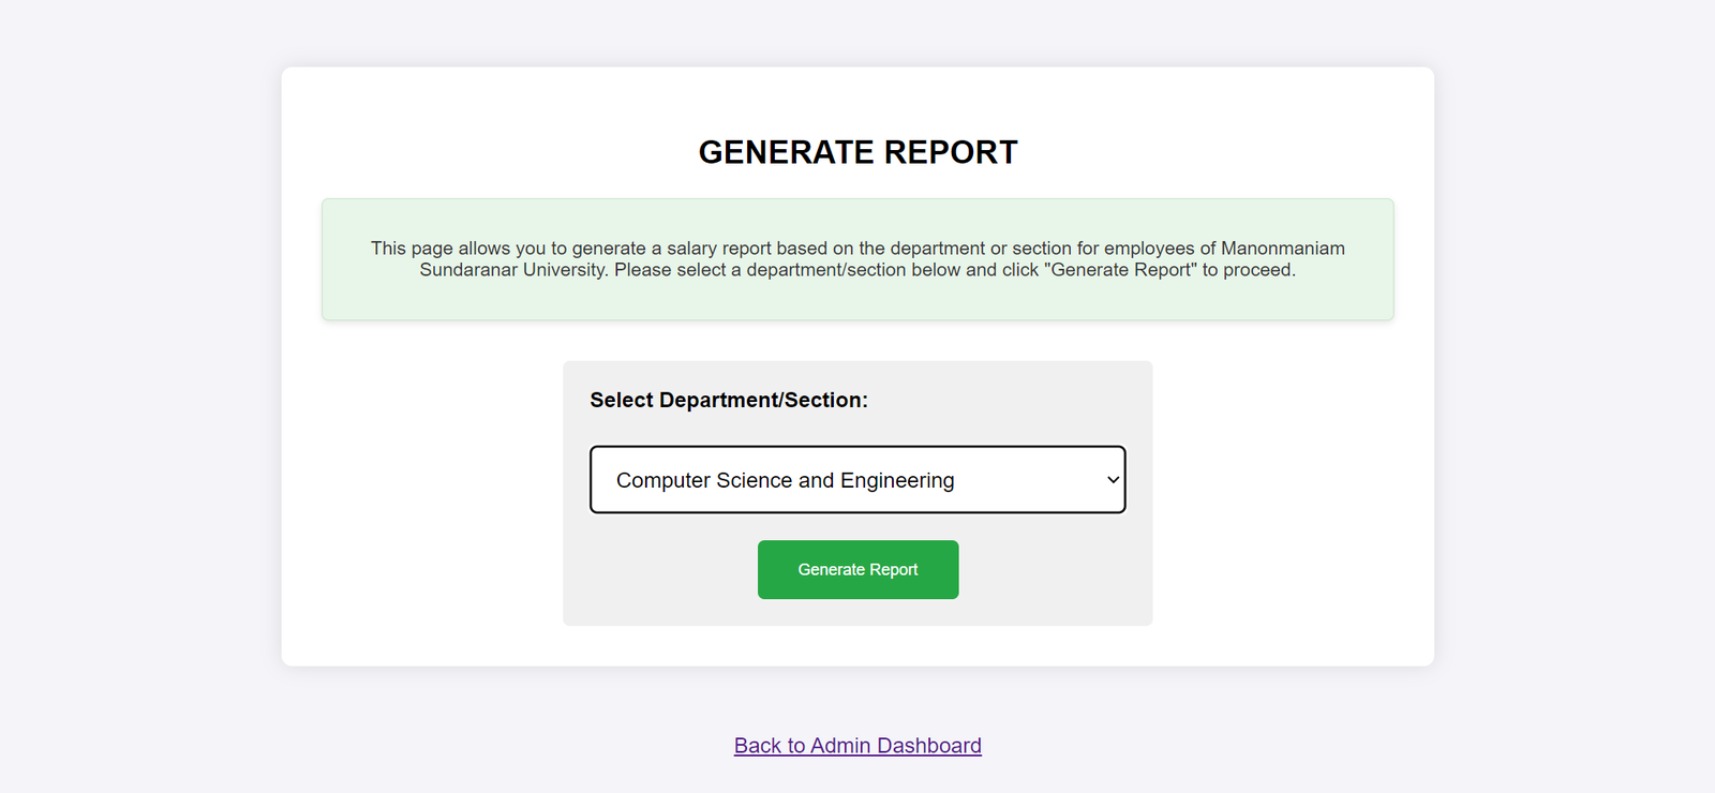 GENERATE REPORT
This page allows you to generate a salary report based on the department or section for employees of Manonmaniam
Sundaranar University. Please select a department/section below and click "Generate Report" to proceed.
Select Department/Section:
Computer Science and Engineering
Generate Report
Back to Admin Dashboard